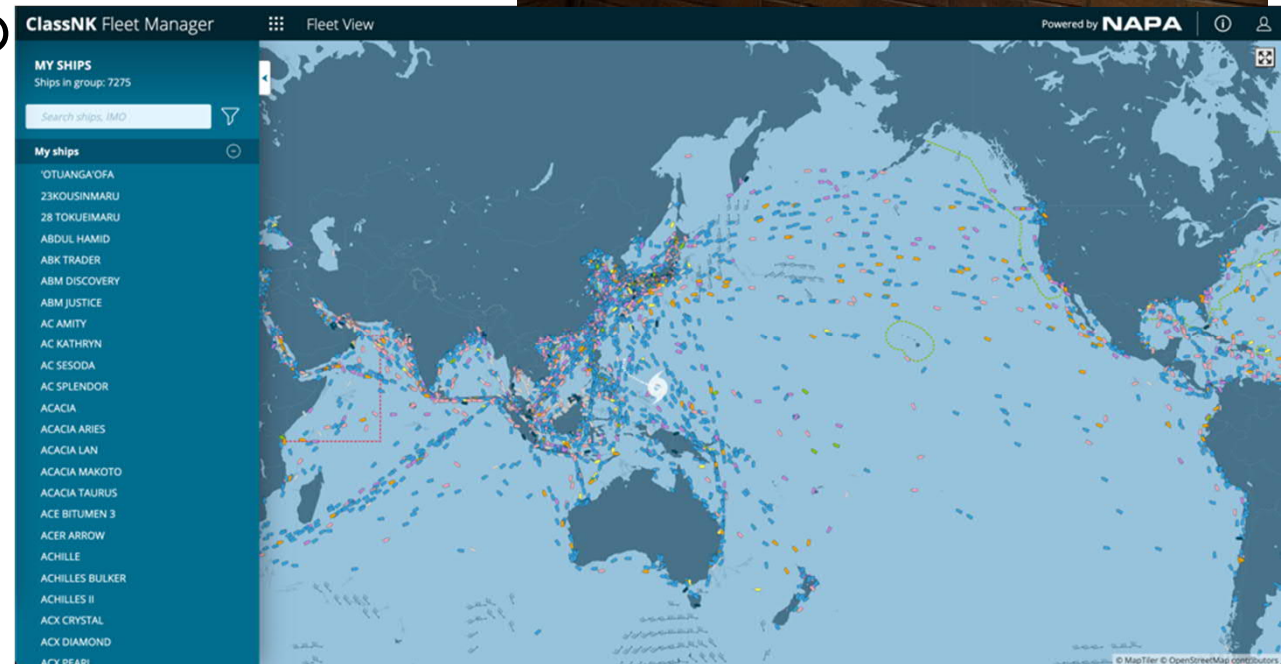 ClassNK Fleet Manager
Fleet View
Powered by NAPA
MY SHIPS
Ships in group: 7275
Search ships, IMO
My ships
'OTUANGA'OFA
23KOUSINMARU
28 TOKUEIMARU
ABDUL HAMID
ABK TRADER
ABM DISCOVERY
ABM JUSTICE
AC AMITY
AC KATHRYN
AC SESODA
AC SPLENDOR
ACACIA
ACACIA ARIES
ACACIA LAN
ACACIA MAKOTO
ACACIA TAURUS
ACE BITUMEN 3
ACER ARROW
ACHILLE
ACHILLES BULKER
ACHILLES II
ACX CRYSTAL
ACX DIAMOND
ACX PEARL
© MapTiler © OpenStreetMap contributors